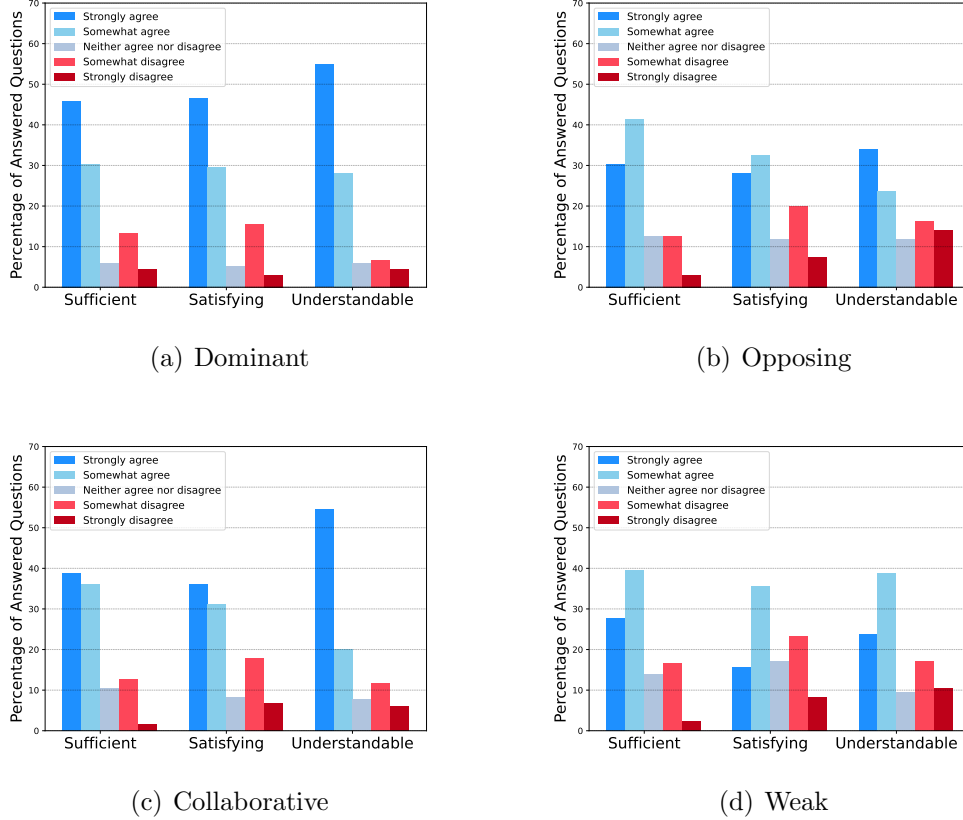 70
60
50
40
30
20
10
0
Percentage of Answered Questions
Strongly agree
Somewhat agree
Neither agree nor disagree
Somewhat disagree
Strongly disagree
Sufficient Satisfying Understandable
(a) Dominant
70
60
50
40
30
20
10
0
Percentage of Answered Questions
Strongly agree
Somewhat agree
Neither agree nor disagree
Somewhat disagree
Strongly disagree
Sufficient Satisfying Understandable
(b) Opposing
70
60
50
40
30
20
10
0
Percentage of Answered Questions
Strongly agree
Somewhat agree
Neither agree nor disagree
Somewhat disagree
Strongly disagree
Sufficient Satisfying Understandable
(c) Collaborative
70
60
50
40
30
20
10
0
Percentage of Answered Questions
Strongly agree
Somewhat agree
Neither agree nor disagree
Somewhat disagree
Strongly disagree
Sufficient Satisfying Understandable
(d) Weak